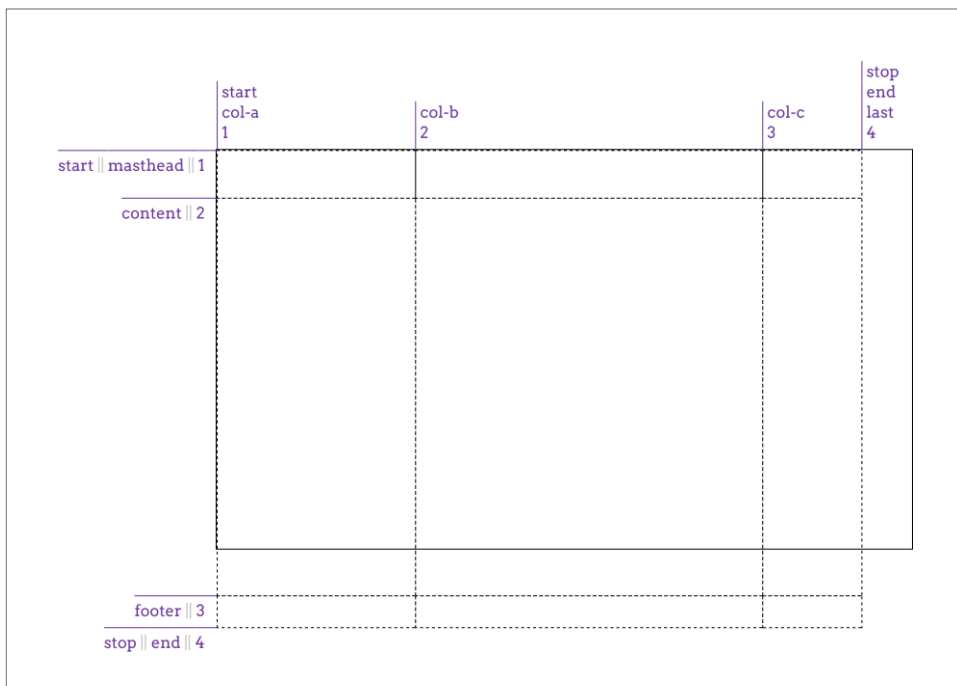 start
col-a
1
col-b
2
col-c
3
stop
end
last
4
start || masthead || 1
content || 2
footer || 3
stop || end || 4